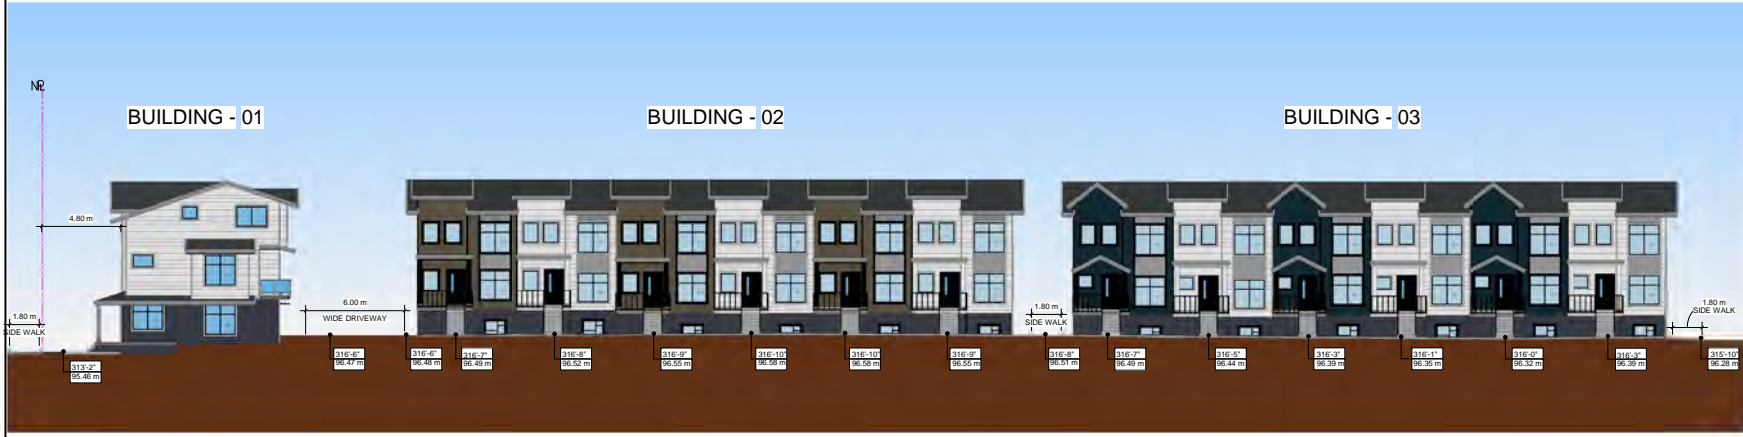 PL
BUILDING - 01
BUILDING - 02
BUILDING - 03
4.80 m
1.80 m
SIDE WALK
6.00 m
WIDE DRIVEWAY
1.80 m
SIDE WALK
1.80 m
SIDE WALK
313'-2"
95.46 m
316'-6"
96.47 m
316'-6"
96.48 m
316'-7"
96.49 m
316'-8"
96.52 m
316'-9"
96.55 m
316'-10"
96.58 m
316'-10"
96.58 m
316'-9"
96.55 m
316'-8"
96.51 m
316'-7"
96.49 m
316'-5"
96.44 m
316'-3"
96.39 m
316'-1"
96.35 m
316'-0"
96.32 m
316'-3"
96.39 m
315'-10"
96.28 m